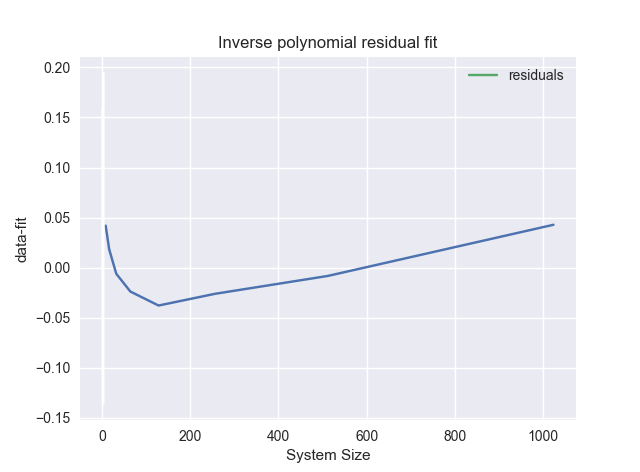 Inverse polynomial residual fit
residuals
0.20
0.15
0.10
0.05
0.00
−0.05
−0.10
−0.15
data-fit
0 200 400 600 800 1000
System Size